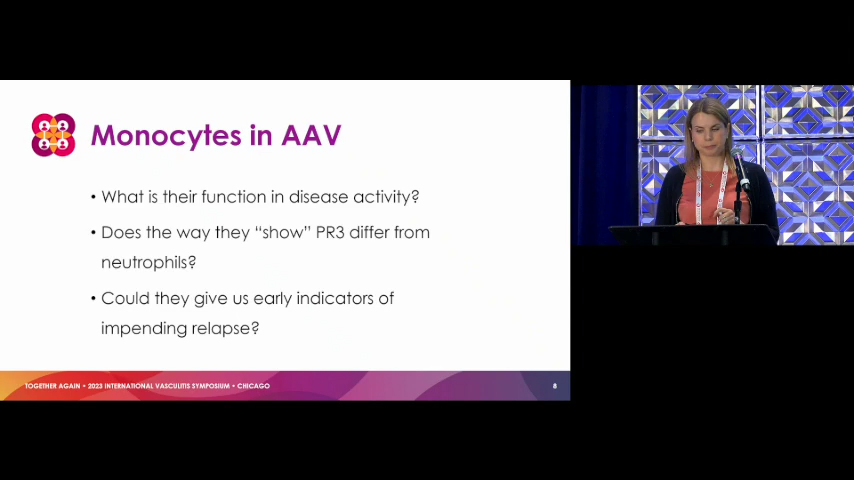 Monocytes in AAV
• What is their function in disease activity?
• Does the way they “show” PR3 differ from
neutrophils?
• Could they give us early indicators of
impending relapse?
TOGETHER AGAIN • 2023 INTERNATIONAL VASCULITIS SYMPOSIUM • CHICAGO
8